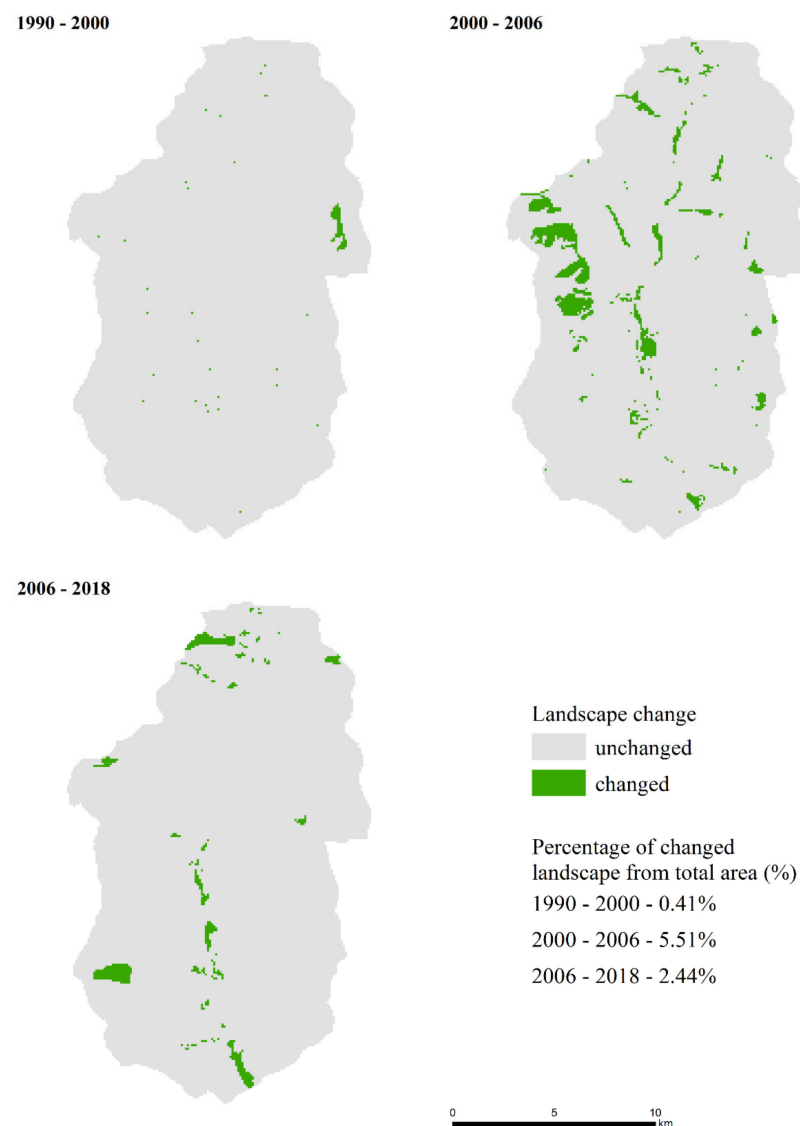 1990 - 2000
2000 - 2006
2006 - 2018
Landscape change
unchanged
changed
Percentage of changed
landscape from total area (%)
1990 - 2000 - 0.41%
2000 - 2006 - 5.51%
2006 - 2018 - 2.44%
0 5 10
km